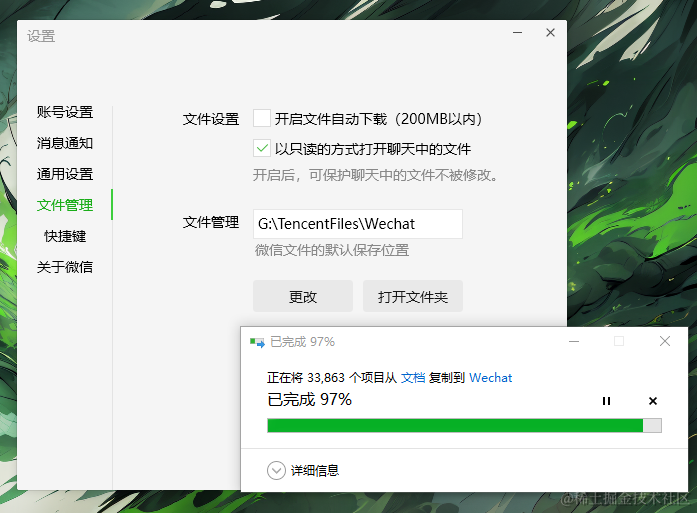 设置
账号设置
消息通知
通用设置
文件管理
快捷键
关于微信
文件设置
开启文件自动下载（200MB以内）
以只读的方式打开聊天中的文件
开启后，可保护聊天中的文件不被修改。
文件管理
G:\TencentFiles\Wechat
微信文件的默认保存位置
更改
打开文件夹
已完成 97%
正在将 33,863 个项目从 文档 复制到 Wechat
已完成 97%
详细信息
@稀土掘金技术社区